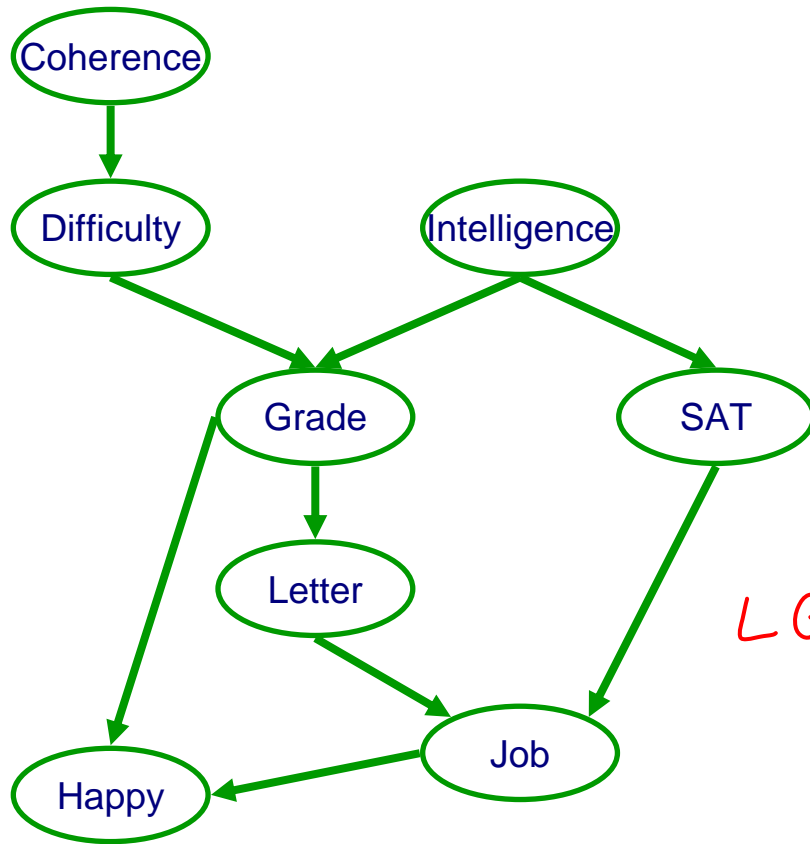 Coherence
Difficulty
Intelligence
Grade
SAT
Letter
L
Job
Happy